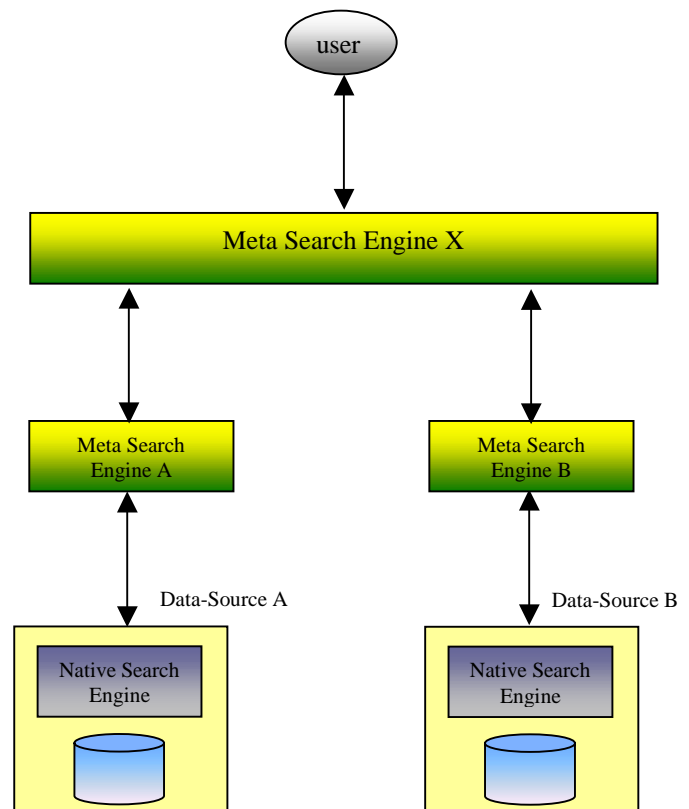 user
Meta Search Engine X
Meta Search
Engine A
Meta Search
Engine B
Data-Source A
Data-Source B
Native Search
Engine
Native Search
Engine